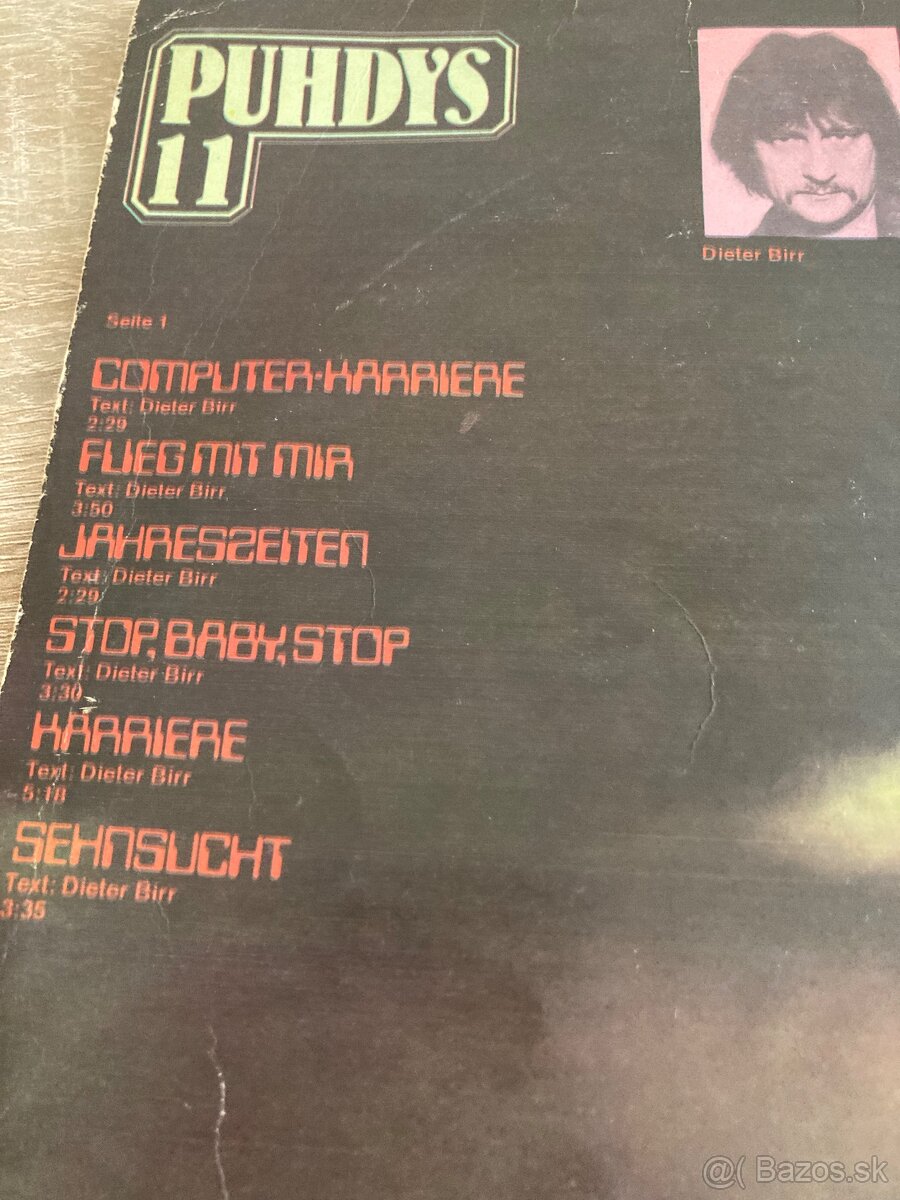 PUHDYS
11
Dieter Birr
Seite 1
COMPUTER-KARRIERE
Text: Dieter Birr
2:29
FLIEG MIT MIR
Text: Dieter Birr
3:50
JAHRESZEITEN
Text: Dieter Birr
2:29
STOP, BABY, STOP
Text: Dieter Birr
3:30
KARRIERE
Text: Dieter Birr
5:18
SEHNSUCHT
Text: Dieter Birr
3:35
@( Bazos.sk